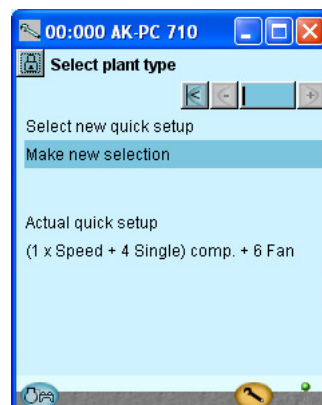 00:000 AK-PC 710
Select plant type
Select new quick setup
Make new selection
Actual quick setup
(1 x Speed + 4 Single) comp. + 6 Fan